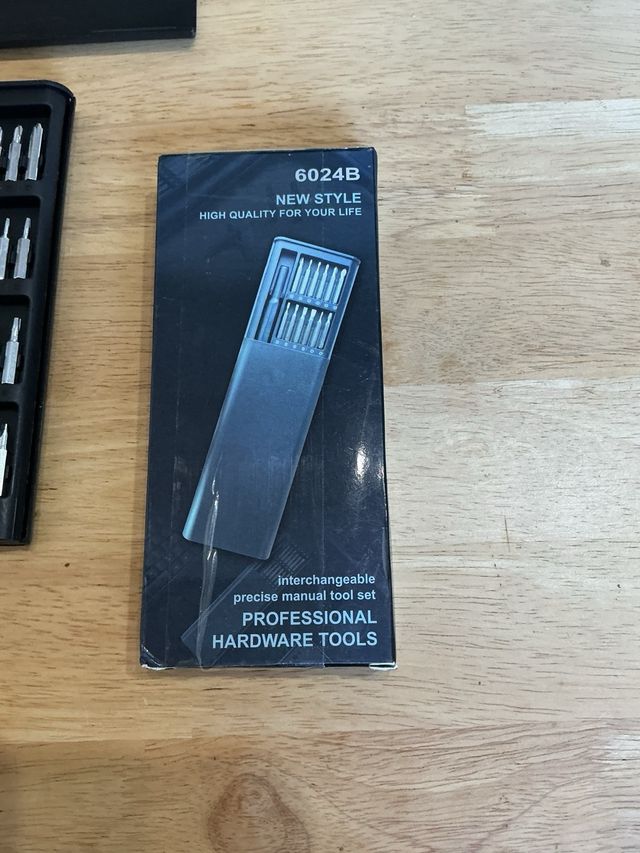 6024B
NEW STYLE
HIGH QUALITY FOR YOUR LIFE
interchangeable
precise manual tool set
PROFESSIONAL
HARDWARE TOOLS